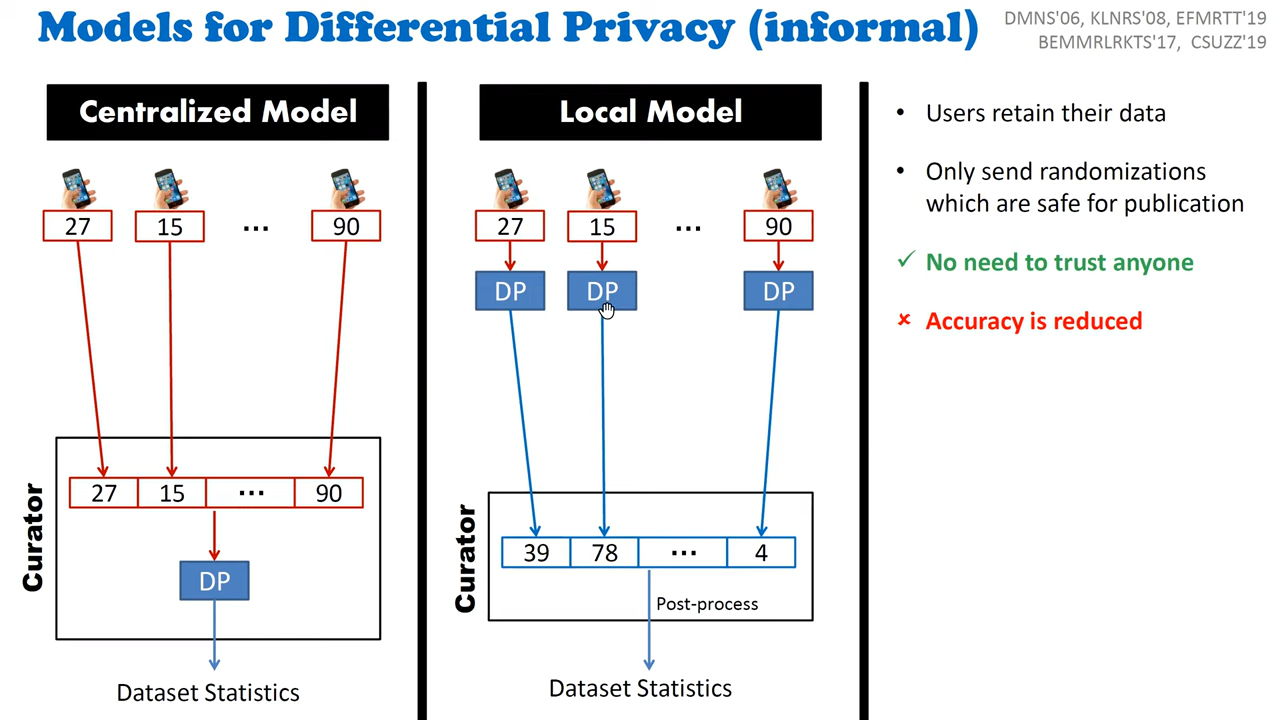 Models for Differential Privacy (informal)
DMNS'06, KLNRS'08, EFMRTT'19
BEMMRLRKTS'17, CSUZZ'19
Centralized Model
27 15 ... 90
Curator
27 15 ... 90
DP
Dataset Statistics
Local Model
27 15 ... 90
DP DP DP
Curator
39 78 ... 4
Post-process
Dataset Statistics
• Users retain their data
• Only send randomizations
which are safe for publication
✓ No need to trust anyone
✗ Accuracy is reduced